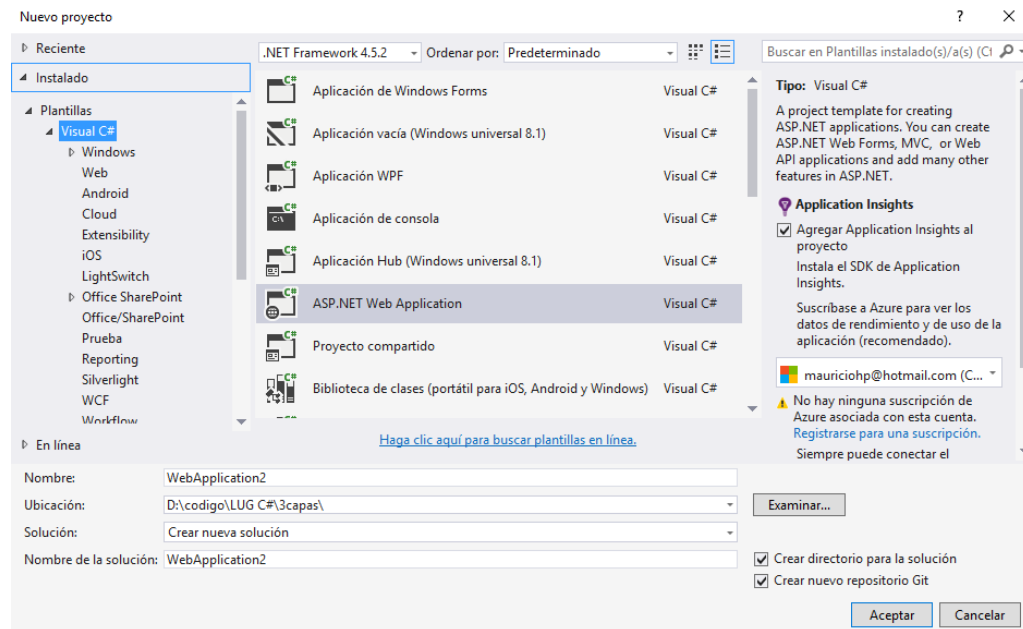 Nuevo proyecto
?
Reciente
.NET Framework 4.5.2
Ordenar por:
Predeterminado
Buscar en Plantillas instalado(s)/a(s) (Ct
Instalado
Plantillas
Visual C#
Windows
Web
Android
Cloud
Extensibility
iOS
LightSwitch
Office SharePoint
Office/SharePoint
Prueba
Reporting
Silverlight
WCF
Workflow
En línea
C# Aplicación de Windows Forms Visual C#
C# Aplicación vacía (Windows universal 8.1) Visual C#
C# Aplicación WPF Visual C#
C# C:\ Aplicación de consola Visual C#
C# Aplicación Hub (Windows universal 8.1) Visual C#
C# ASP.NET Web Application Visual C#
C# Proyecto compartido Visual C#
C# Biblioteca de clases (portátil para iOS, Android y Windows) Visual C#
Haga clic aquí para buscar plantillas en línea.
Tipo: Visual C#
A project template for creating
ASP.NET applications. You can create
ASP.NET Web Forms, MVC, or Web
API applications and add many other
features in ASP.NET.
Application Insights
Agregar Application Insights al
proyecto
Instala el SDK de Application
Insights.
Suscríbase a Azure para ver los
datos de rendimiento y de uso de la
aplicación (recomendado).
mauriciohp@hotmail.com (C...
No hay ninguna suscripción de
Azure asociada con esta cuenta.
Registrarse para una suscripción.
Siempre puede conectar el
Nombre: WebApplication2
Ubicación: D:\codigo\LUG C#\3capas\
Examinar...
Solución: Crear nueva solución
Nombre de la solución: WebApplication2
Crear directorio para la solución
Crear nuevo repositorio Git
Aceptar
Cancelar